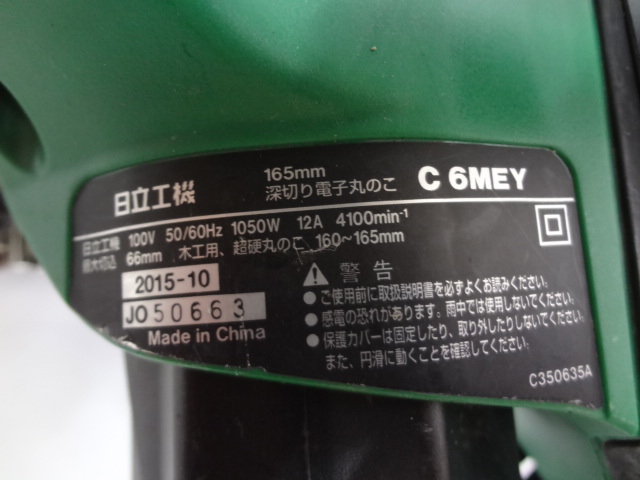 日立工機 165mm 深切り電子丸のこ C 6MEY
日立工機 100V 50/60Hz 1050W 12A 4100min⁻¹
最大切込 66mm 木工用、超硬丸のこ 160~165mm
2015-10
JO50663
Made in China
⚠ 警告
●ご使用前に取扱説明書を必ずよくお読みください。
●感電の恐れがあります。雨中では使用しないでください。
●保護カバーは固定したり、取り外したりしないでください。
また、円滑に動くことを確認してください。
C350635A